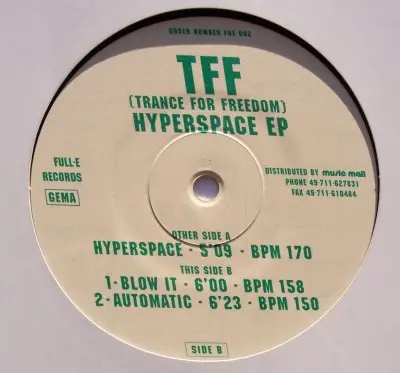 ORDER NUMBER FUE 002
TFF
(TRANCE FOR FREEDOM)
HYPERSPACE EP
FULL-E
RECORDS
GEMA
DISTRIBUTED BY music mail
PHONE 49-711-627831
FAX 49-711-610484
OTHER SIDE A
HYPERSPACE · 5'09 · BPM 170
THIS SIDE B
1·BLOW IT · 6'00 · BPM 158
2·AUTOMATIC · 6'23 · BPM 150
SIDE B